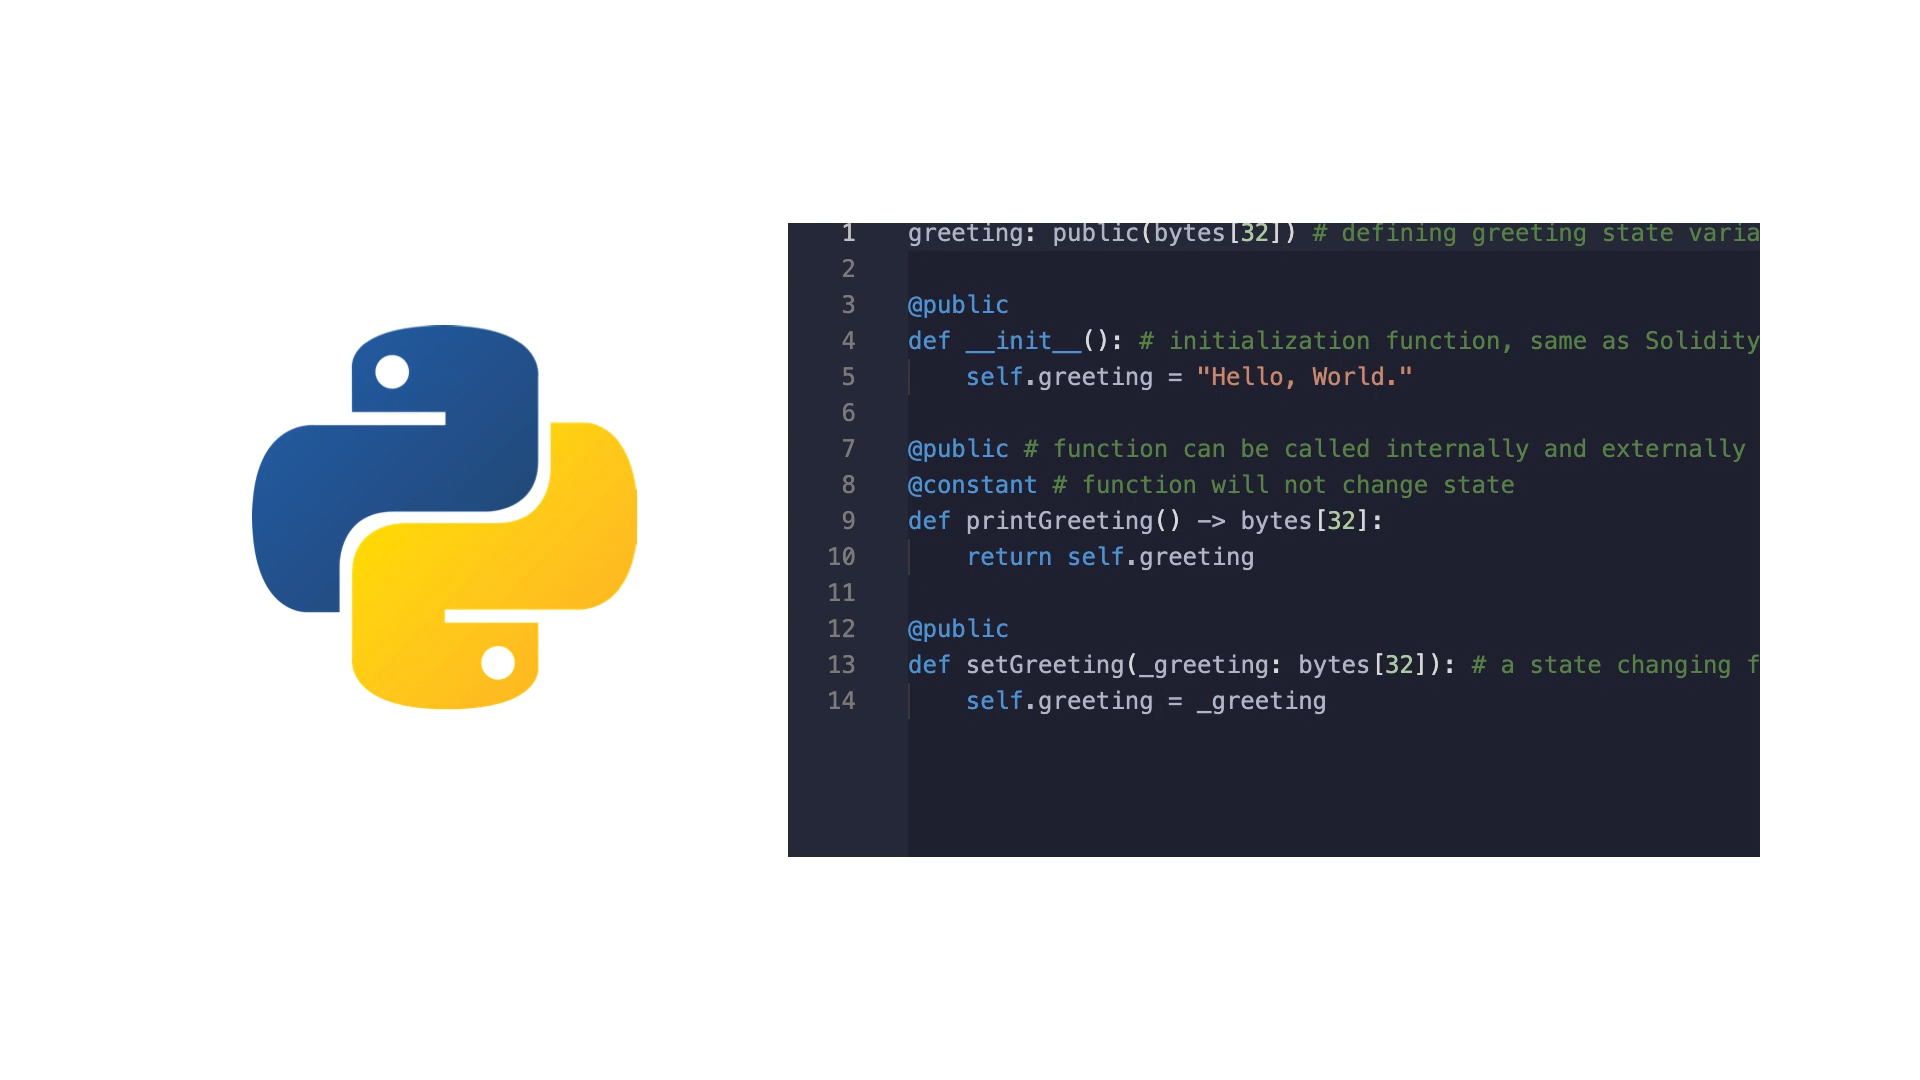 1 greeting: public(bytes[32]) # defining greeting state varia
2
3 @public
4 def __init__(): # initialization function, same as Solidity
5     self.greeting = "Hello, World."
6
7 @public # function can be called internally and externally
8 @constant # function will not change state
9 def printGreeting() -> bytes[32]:
10     return self.greeting
11
12 @public
13 def setGreeting(_greeting: bytes[32]): # a state changing f
14     self.greeting = _greeting